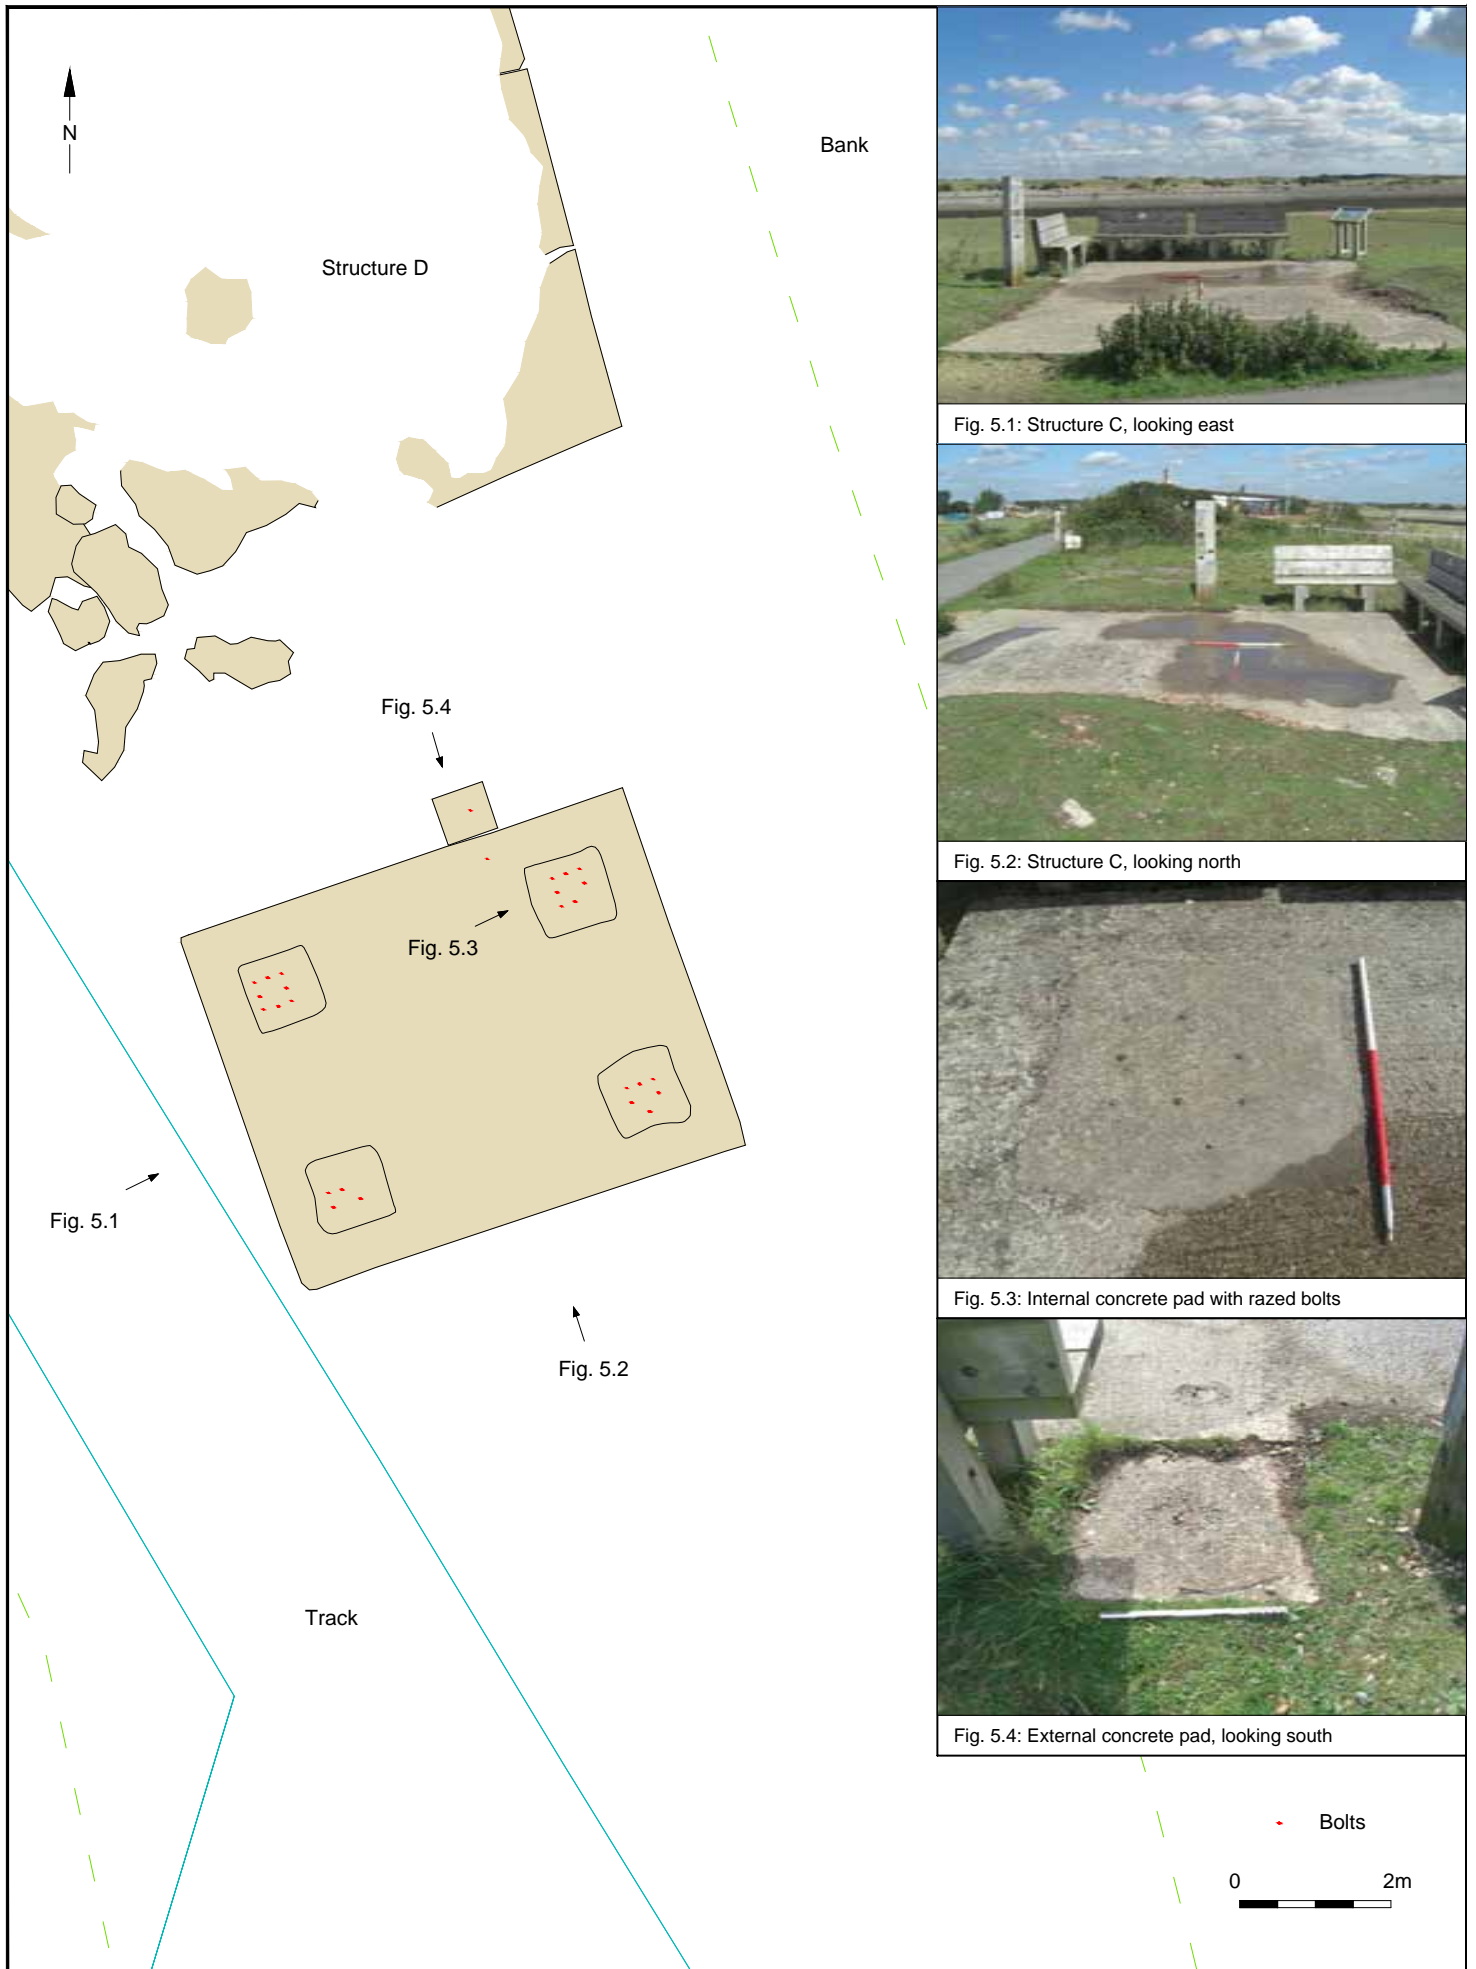 N
Bank
Structure D
Fig. 5.4
Fig. 5.3
Fig. 5.1
Fig. 5.2
Track
Fig. 5.1: Structure C, looking east
Fig. 5.2: Structure C, looking north
Fig. 5.3: Internal concrete pad with razed bolts
Fig. 5.4: External concrete pad, looking south
Bolts
0 2m